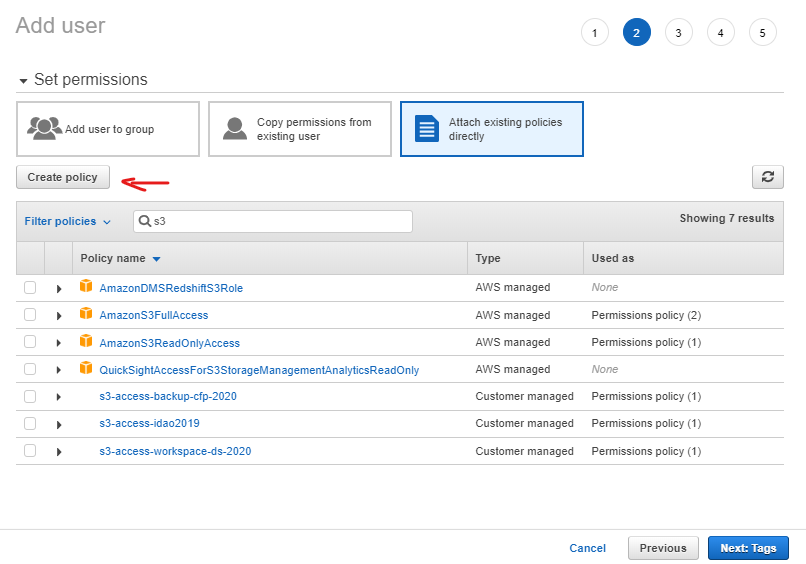 Add user
1 2 3 4 5
Set permissions
Add user to group
Copy permissions from
existing user
Attach existing policies
directly
Create policy
Filter policies
s3
Showing 7 results
Policy name Type Used as
AmazonDMSRedshiftS3Role AWS managed None
AmazonS3FullAccess AWS managed Permissions policy (2)
AmazonS3ReadOnlyAccess AWS managed Permissions policy (1)
QuickSightAccessForS3StorageManagementAnalyticsReadOnly AWS managed None
s3-access-backup-cfp-2020 Customer managed Permissions policy (1)
s3-access-idao2019 Customer managed Permissions policy (1)
s3-access-workspace-ds-2020 Customer managed Permissions policy (1)
Cancel Previous Next: Tags